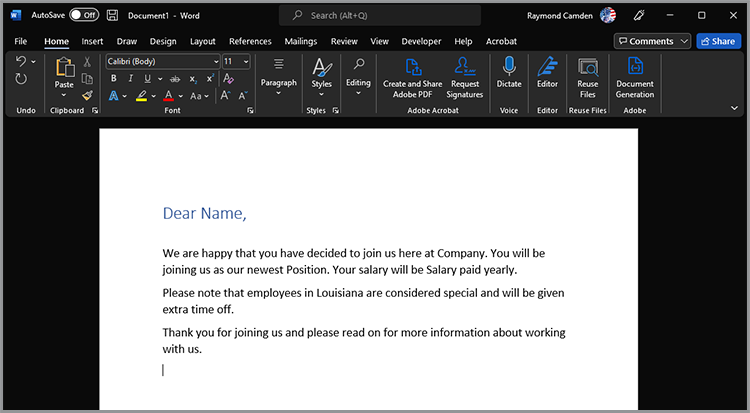 AutoSave Off Document1 - Word Search (Alt+Q) Raymond Camden
File Home Insert Draw Design Layout References Mailings Review View Developer Help Acrobat Comments Share
Calibri (Body) 11
Paste
B I U ab x₂ x²
A A Aa A A
Paragraph Styles Editing Create and Share Adobe PDF Request Signatures Dictate Editor Reuse Files Document Generation
Undo Clipboard Font Styles Adobe Acrobat Voice Editor Reuse Files Adobe
Dear Name,
We are happy that you have decided to join us here at Company. You will be
joining us as our newest Position. Your salary will be Salary paid yearly.
Please note that employees in Louisiana are considered special and will be given
extra time off.
Thank you for joining us and please read on for more information about working
with us.